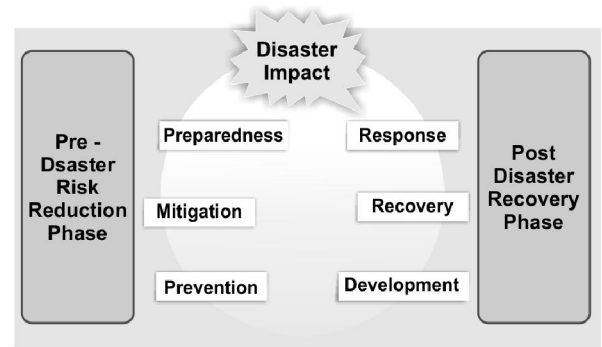 Disaster
Impact
Pre -
Dsaster
Risk
Reduction
Phase
Preparedness
Mitigation
Prevention
Response
Recovery
Development
Post
Disaster
Recovery
Phase